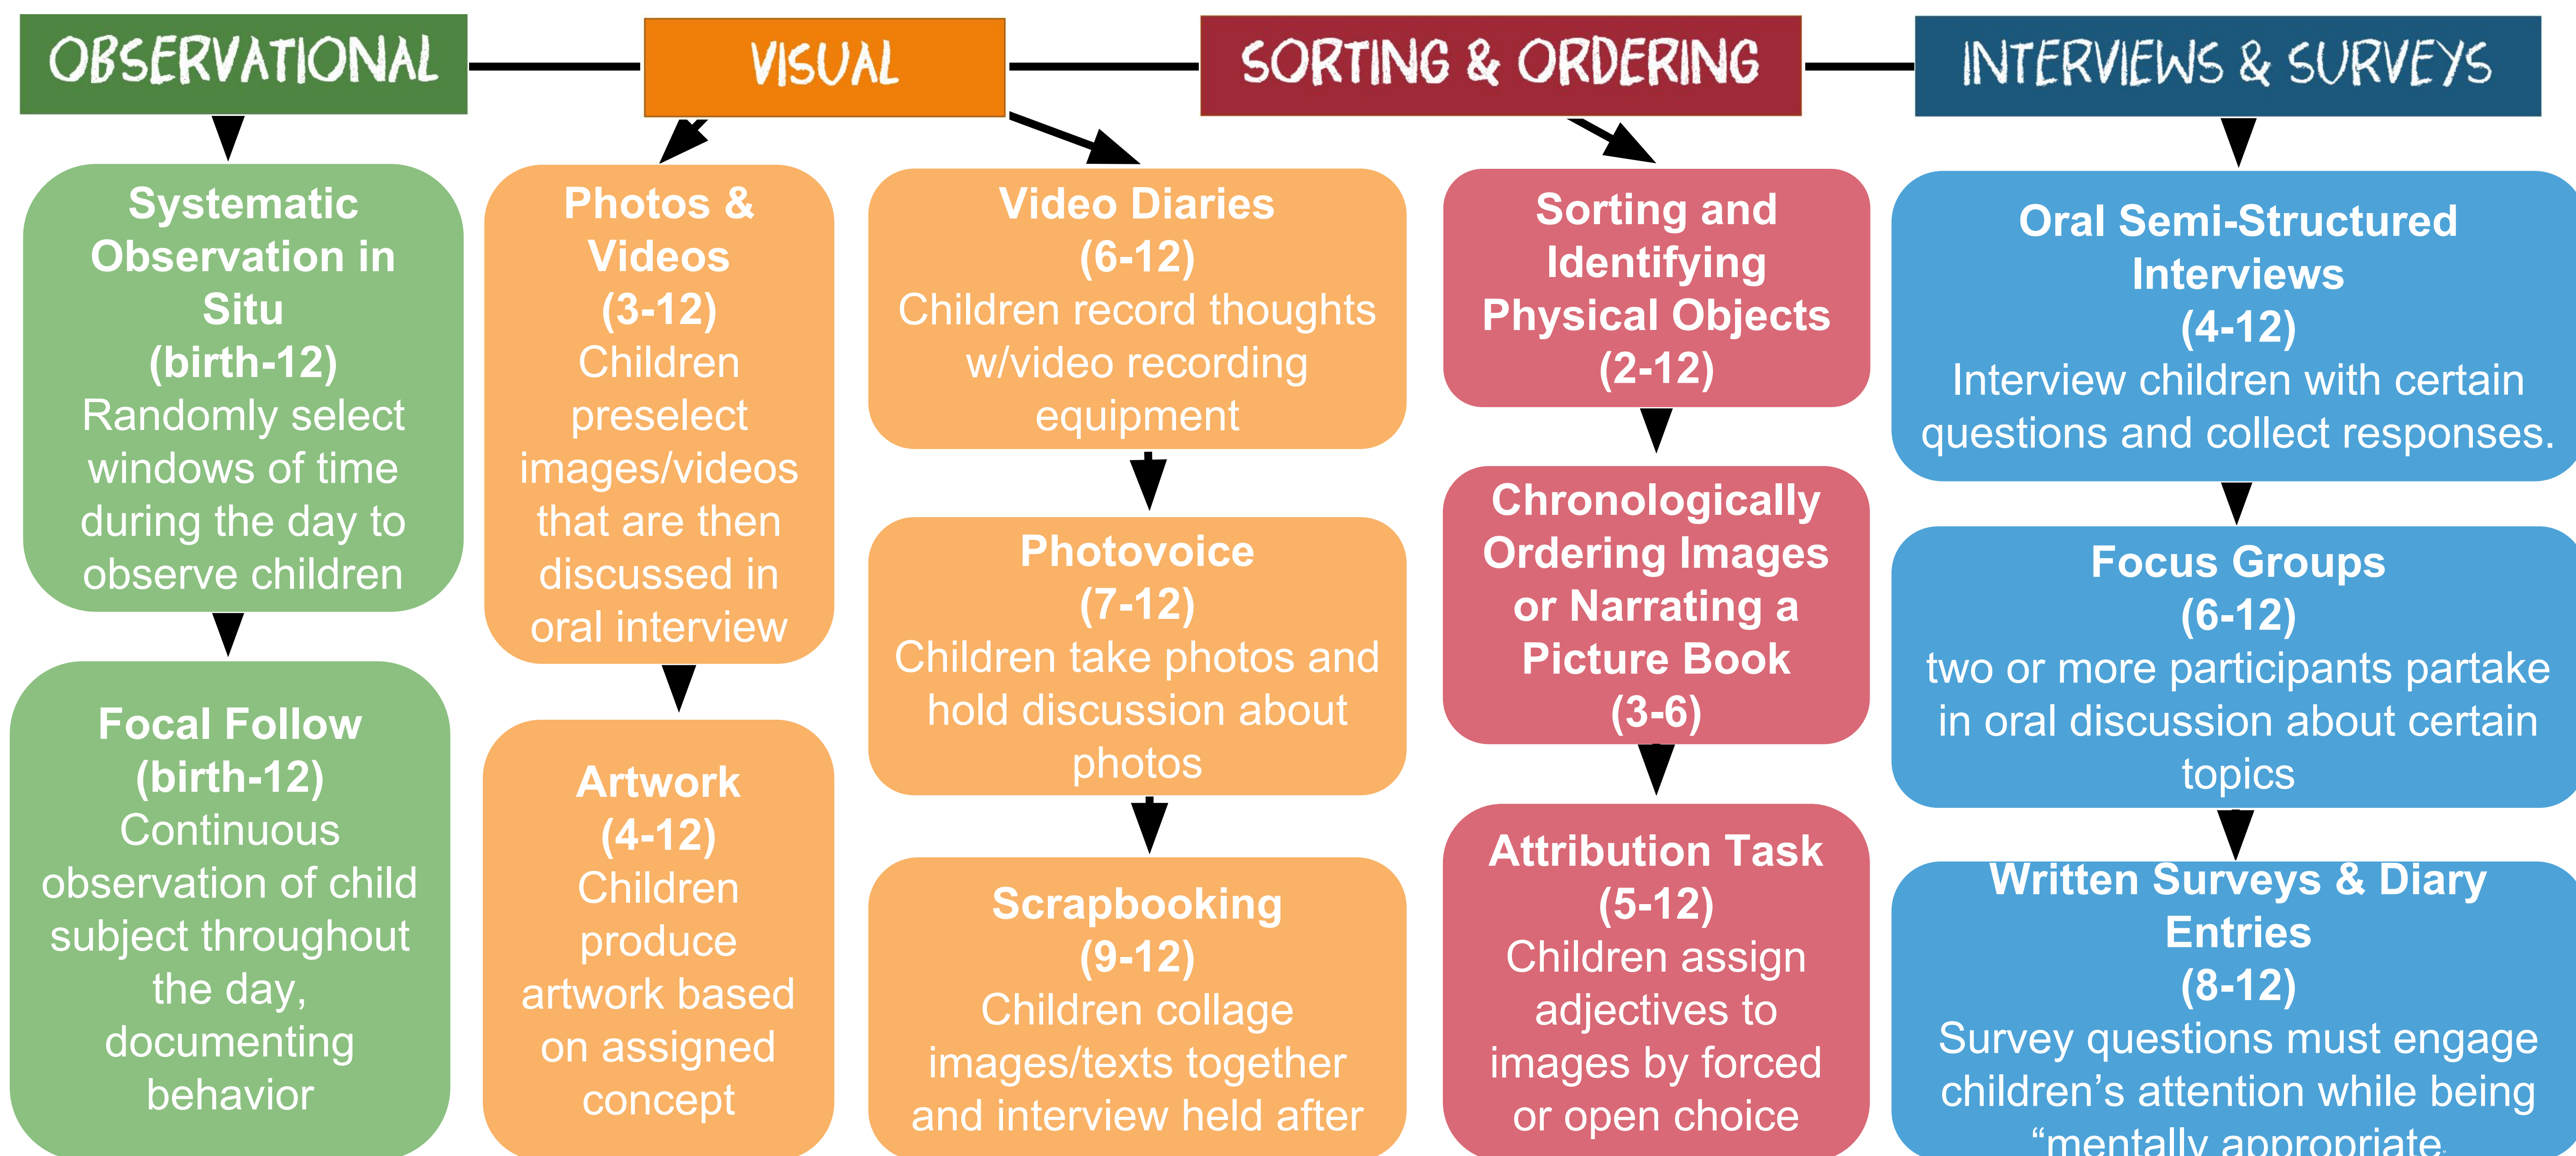 OBSERVATIONAL
VISUAL
SORTING & ORDERING
INTERVIEWS & SURVEYS
Systematic
Observation in
Situ
(birth-12)
Randomly select
windows of time
during the day to
observe children
Focal Follow
(birth-12)
Continuous
observation of child
subject throughout
the day,
documenting
behavior
Photos &
Videos
(3-12)
Children
preselect
images/videos
that are then
discussed in
oral interview
Artwork
(4-12)
Children
produce
artwork based
on assigned
concept
Video Diaries
(6-12)
Children record thoughts
w/video recording
equipment
Photovoice
(7-12)
Children take photos and
hold discussion about
photos
Scrapbooking
(9-12)
Children collage
images/texts together
and interview held after
Sorting and
Identifying
Physical Objects
(2-12)
Chronologically
Ordering Images
or Narrating a
Picture Book
(3-6)
Attribution Task
(5-12)
Children assign
adjectives to
images by forced
or open choice
Oral Semi-Structured
Interviews
(4-12)
Interview children with certain
questions and collect responses.
Focus Groups
(6-12)
two or more participants partake
in oral discussion about certain
topics
Written Surveys & Diary
Entries
(8-12)
Survey questions must engage
children’s attention while being
“mentally appropriate